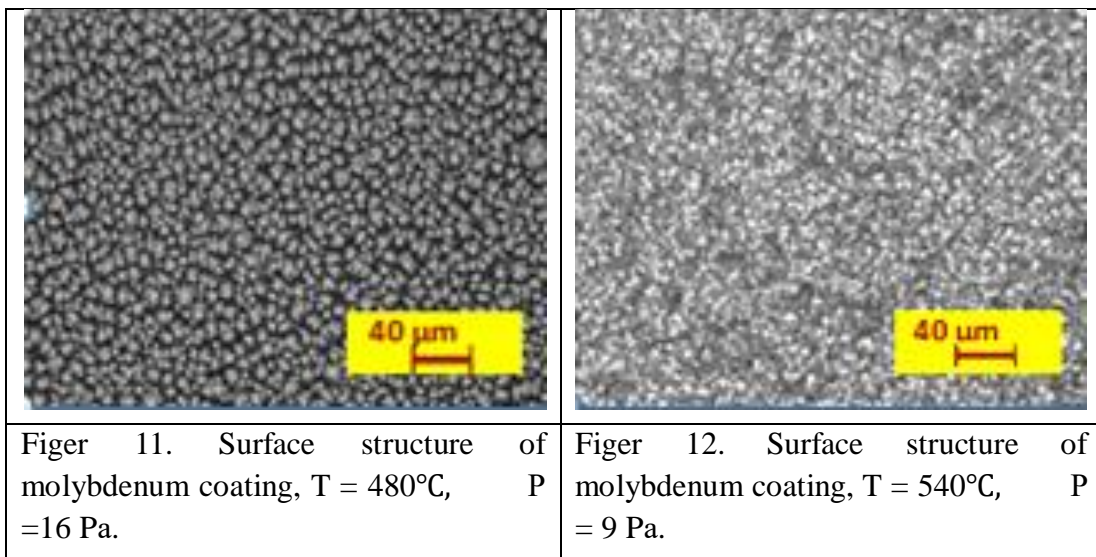 40 µm
40 µm
Figer 11. Surface structure of
molybdenum coating, T = 480℃, P
=16 Pa.
Figer 12. Surface structure of
molybdenum coating, T = 540℃, P
= 9 Pa.